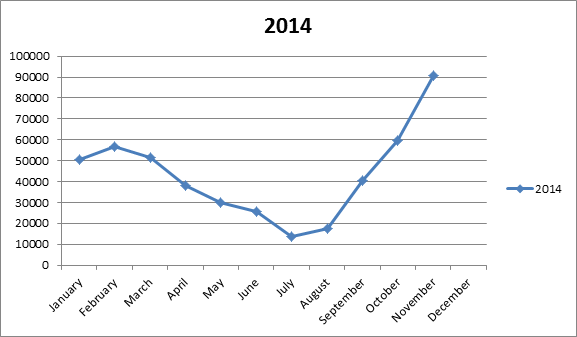 2014
100000
90000
80000
70000
60000
50000
40000
30000
20000
10000
0
January
February
March
April
May
June
July
August
September
October
November
December
2014